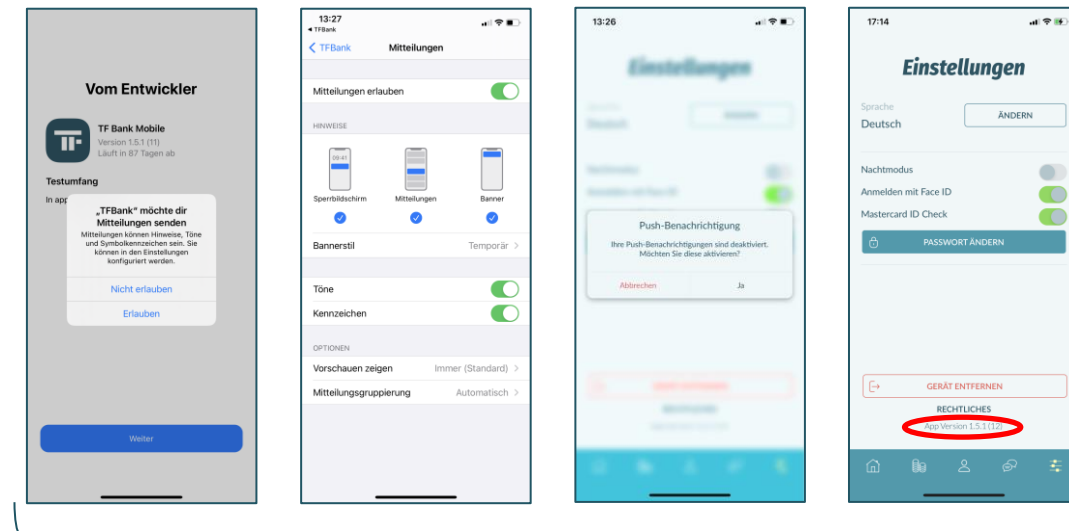 Vom Entwickler
TF Bank Mobile
Version 1.5.1 (11)
Läuft in 87 Tagen ab
Testumfang
In app
„TFBank“ möchte dir
Mitteilungen senden
Mitteilungen können Hinweise, Töne
und Symbolkennzeichen sein. Sie
können in den Einstellungen
konfiguriert werden.
Nicht erlauben
Erlauben
Weiter
13:27
TFBank
TFBank Mitteilungen
Mitteilungen erlauben
HINWEISE
09:41
Sperrbildschirm Mitteilungen Banner
Bannerstil Temporär
Töne
Kennzeichen
OPTIONEN
Vorschauen zeigen Immer (Standard)
Mitteilungsgruppierung Automatisch
13:26
Einstellungen
Push-Benachrichtigung
Ihre Push-Benachrichtigungen sind deaktiviert.
Möchten Sie diese aktivieren?
Abbrechen Ja
17:14
Einstellungen
Sprache
Deutsch
ÄNDERN
Nachtmodus
Anmelden mit Face ID
Mastercard ID Check
PASSWORT ÄNDERN
GERÄT ENTFERNEN
RECHTLICHES
App Version 1.5.1 (12)